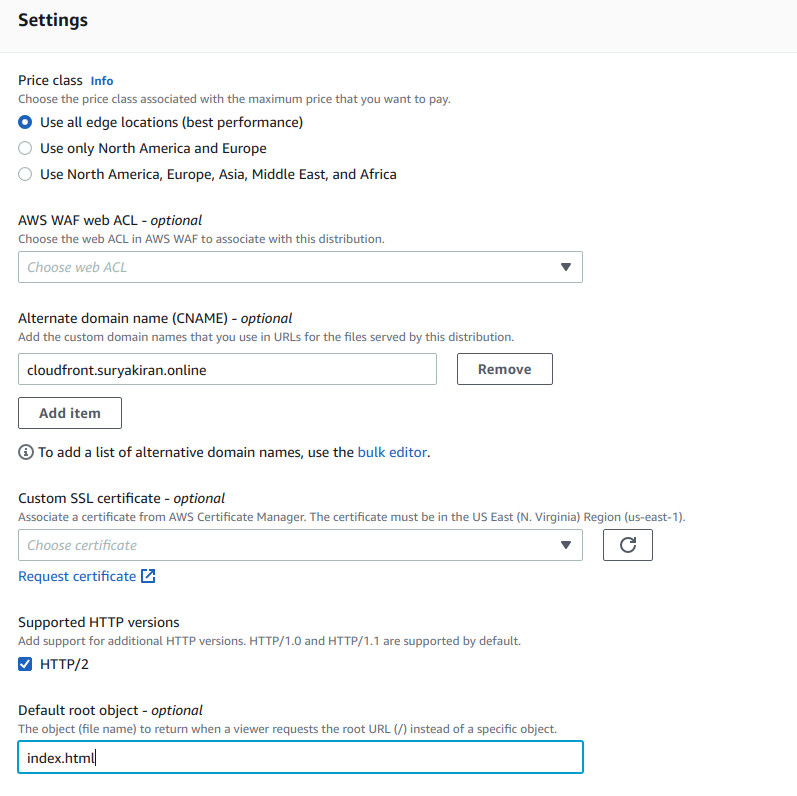 Settings
Price class Info
Choose the price class associated with the maximum price that you want to pay.
Use all edge locations (best performance)
Use only North America and Europe
Use North America, Europe, Asia, Middle East, and Africa
AWS WAF web ACL - optional
Choose the web ACL in AWS WAF to associate with this distribution.
Choose web ACL
Alternate domain name (CNAME) - optional
Add the custom domain names that you use in URLs for the files served by this distribution.
cloudfront.suryakiran.online Remove
Add item
To add a list of alternative domain names, use the bulk editor.
Custom SSL certificate - optional
Associate a certificate from AWS Certificate Manager. The certificate must be in the US East (N. Virginia) Region (us-east-1).
Choose certificate
Request certificate
Supported HTTP versions
Add support for additional HTTP versions. HTTP/1.0 and HTTP/1.1 are supported by default.
HTTP/2
Default root object - optional
The object (file name) to return when a viewer requests the root URL (/) instead of a specific object.
index.html